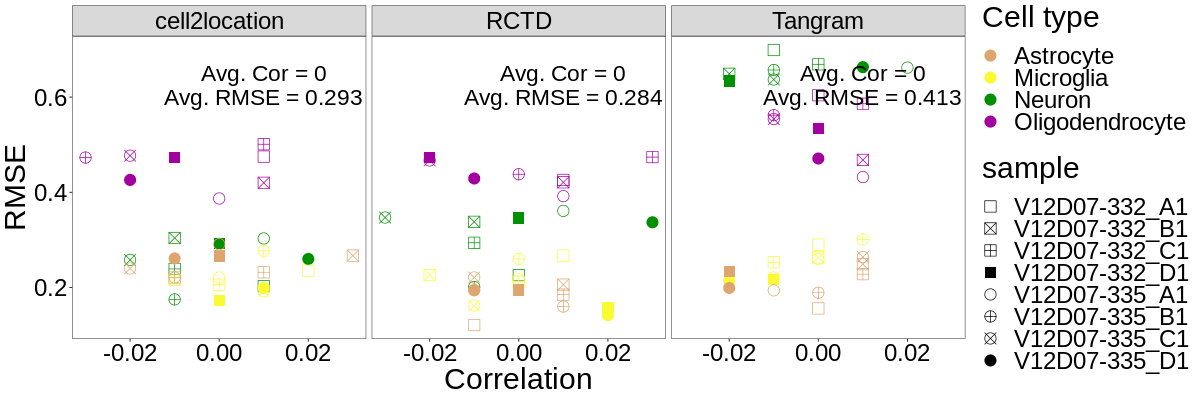 cell2location
RCTD
Tangram
Avg. Cor = 0
Avg. RMSE = 0.293
Avg. Cor = 0
Avg. RMSE = 0.284
Avg. Cor = 0
Avg. RMSE = 0.413
RMSE
0.6
0.4
0.2
-0.02 0.00 0.02
-0.02 0.00 0.02
-0.02 0.00 0.02
Correlation
Cell type
Astrocyte
Microglia
Neuron
Oligodendrocyte
sample
V12D07-332_A1
V12D07-332_B1
V12D07-332_C1
V12D07-332_D1
V12D07-335_A1
V12D07-335_B1
V12D07-335_C1
V12D07-335_D1